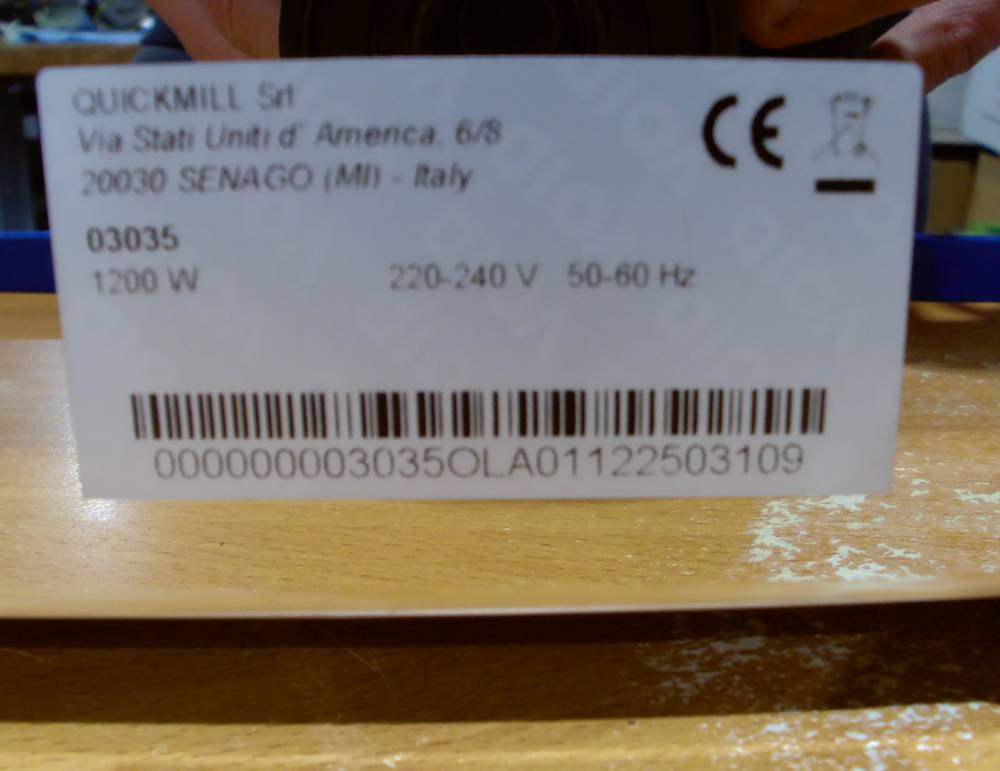 QUICKMILL Srl
Via Stati Uniti d' America, 6/8
20030 SENAGO (MI) - Italy
CE
03035
1200 W 220-240 V 50-60 Hz
000000003035OLA01122503109